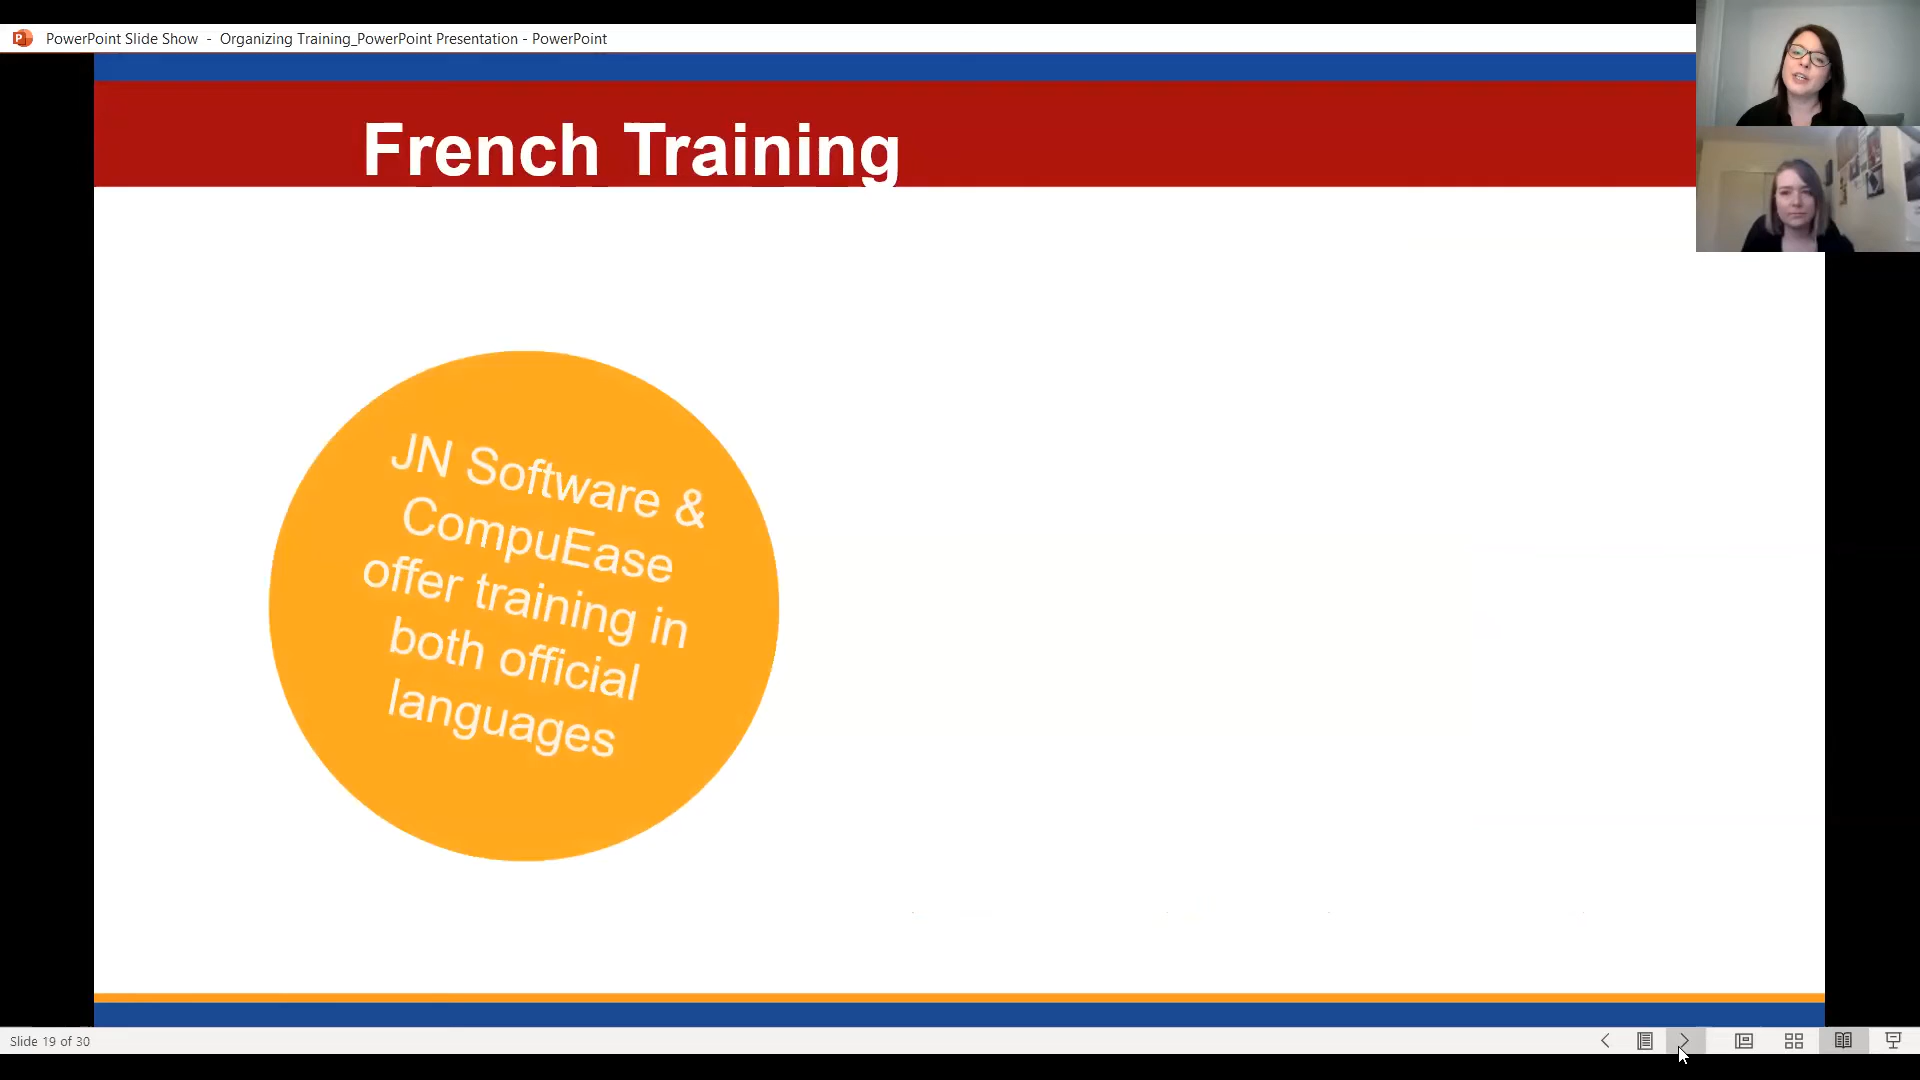 PowerPoint Slide Show - Organizing Training_PowerPoint Presentation - PowerPoint
French Training
JN Software &
CompuEase
offer training in
both official
languages
Slide 19 of 30